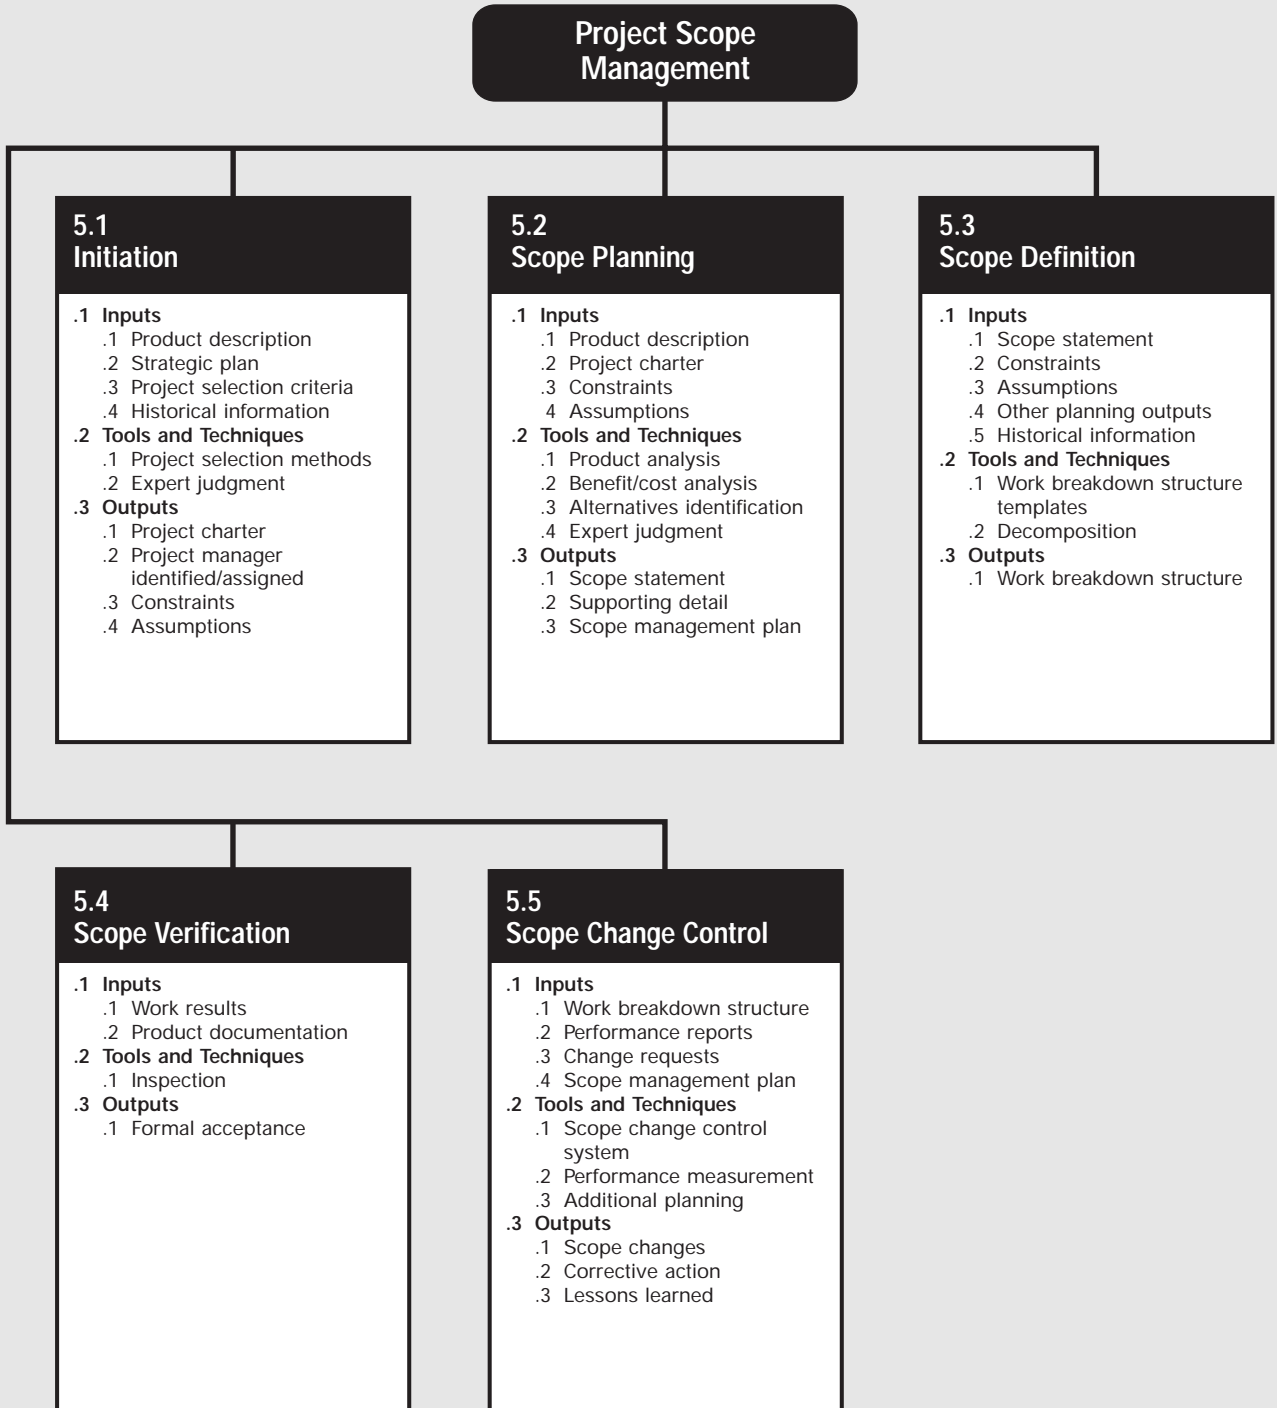 Project Scope
Management
5.1
Initiation
.1 Inputs
.1 Product description
.2 Strategic plan
.3 Project selection criteria
.4 Historical information
.2 Tools and Techniques
.1 Project selection methods
.2 Expert judgment
.3 Outputs
.1 Project charter
.2 Project manager
identified/assigned
.3 Constraints
.4 Assumptions
5.2
Scope Planning
.1 Inputs
.1 Product description
.2 Project charter
.3 Constraints
4 Assumptions
.2 Tools and Techniques
.1 Product analysis
.2 Benefit/cost analysis
.3 Alternatives identification
.4 Expert judgment
.3 Outputs
.1 Scope statement
.2 Supporting detail
.3 Scope management plan
5.3
Scope Definition
.1 Inputs
.1 Scope statement
.2 Constraints
.3 Assumptions
.4 Other planning outputs
.5 Historical information
.2 Tools and Techniques
.1 Work breakdown structure
templates
.2 Decomposition
.3 Outputs
.1 Work breakdown structure
5.4
Scope Verification
.1 Inputs
.1 Work results
.2 Product documentation
.2 Tools and Techniques
.1 Inspection
.3 Outputs
.1 Formal acceptance
5.5
Scope Change Control
.1 Inputs
.1 Work breakdown structure
.2 Performance reports
.3 Change requests
.4 Scope management plan
.2 Tools and Techniques
.1 Scope change control
system
.2 Performance measurement
.3 Additional planning
.3 Outputs
.1 Scope changes
.2 Corrective action
.3 Lessons learned